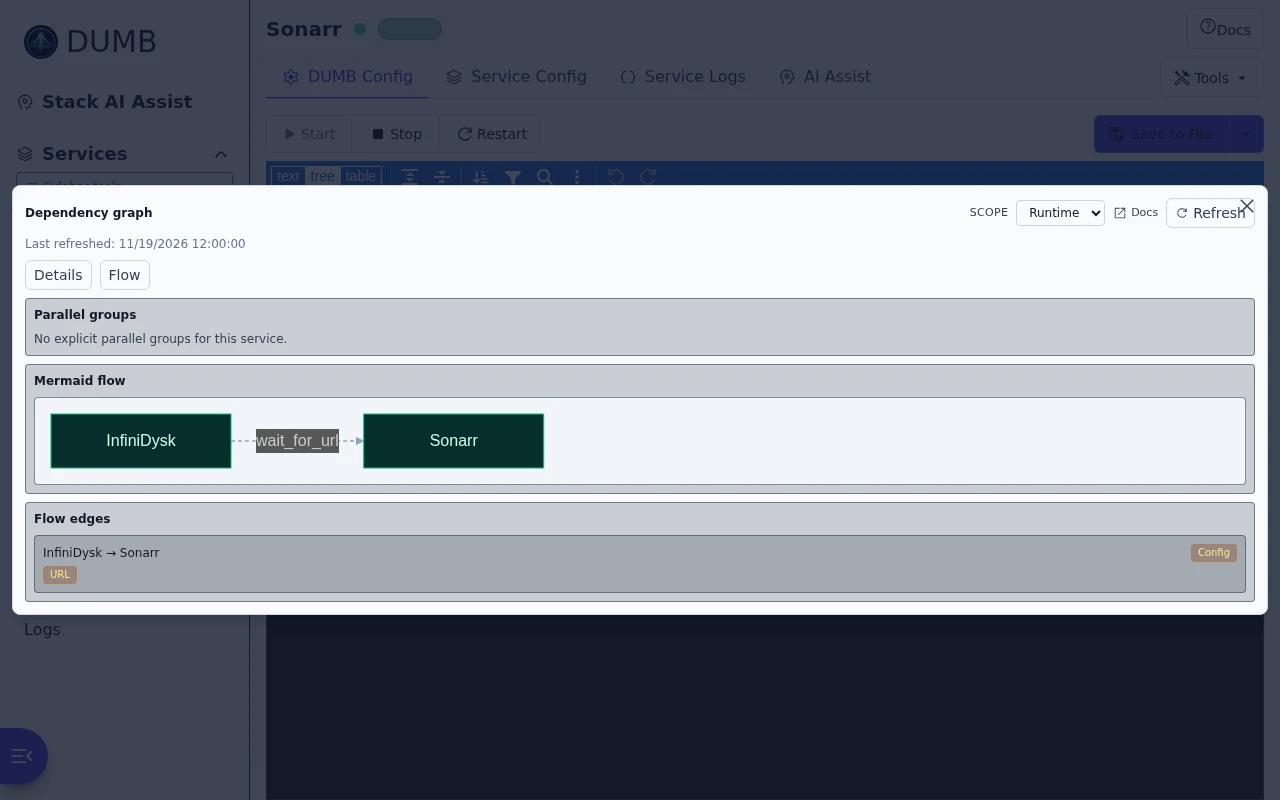 DUMB
Stack AI Assist
Services
Sidebar tools
Logs
Sonarr
Docs
DUMB Config
Service Config
Service Logs
AI Assist
Tools
Start
Stop
Restart
Save to File
text
tree
table
Dependency graph
SCOPE
Runtime
Docs
Refresh
Last refreshed: 11/19/2026 12:00:00
Details
Flow
Parallel groups
No explicit parallel groups for this service.
Mermaid flow
InfiniDysk
wait_for_url
Sonarr
Flow edges
InfiniDysk → Sonarr
Config
URL